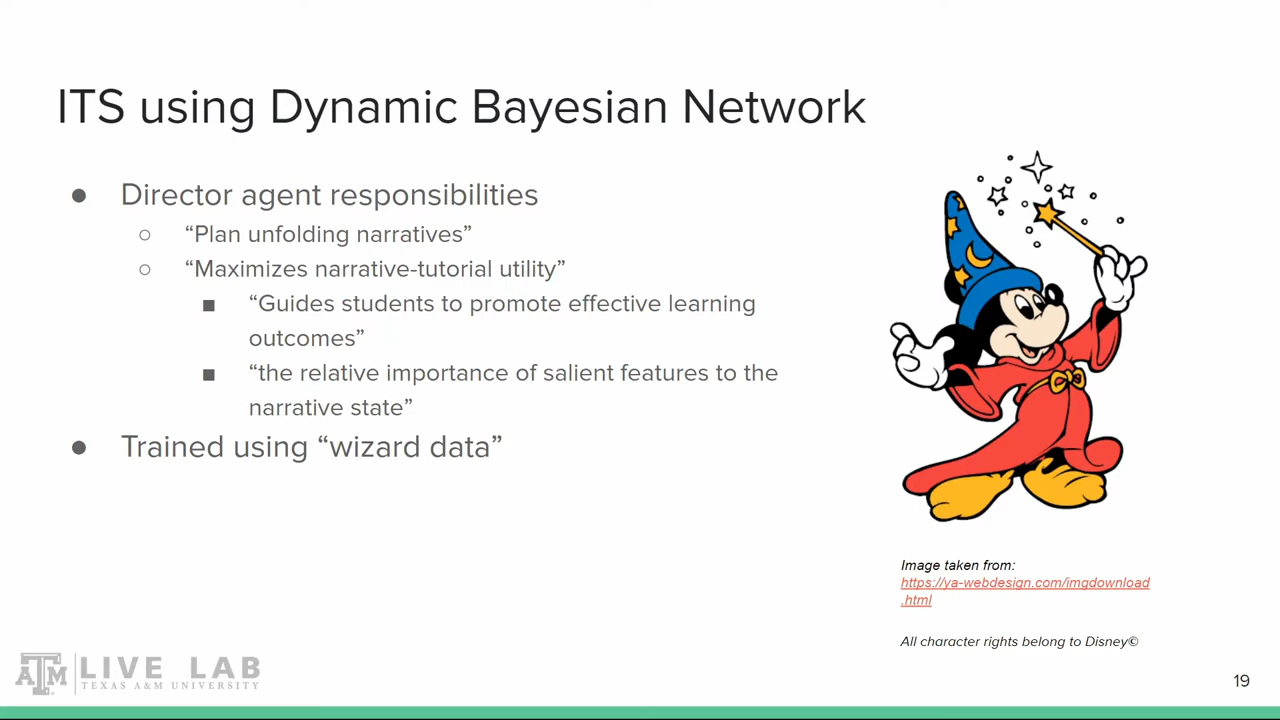 ITS using Dynamic Bayesian Network
● Director agent responsibilities
○ “Plan unfolding narratives”
○ “Maximizes narrative-tutorial utility”
■ “Guides students to promote effective learning
outcomes”
■ “the relative importance of salient features to the
narrative state”
● Trained using “wizard data”
Image taken from:
https://ya-webdesign.com/imgdownload
.html
All character rights belong to Disney©
ATM LIVE LAB
TEXAS A&M UNIVERSITY
19